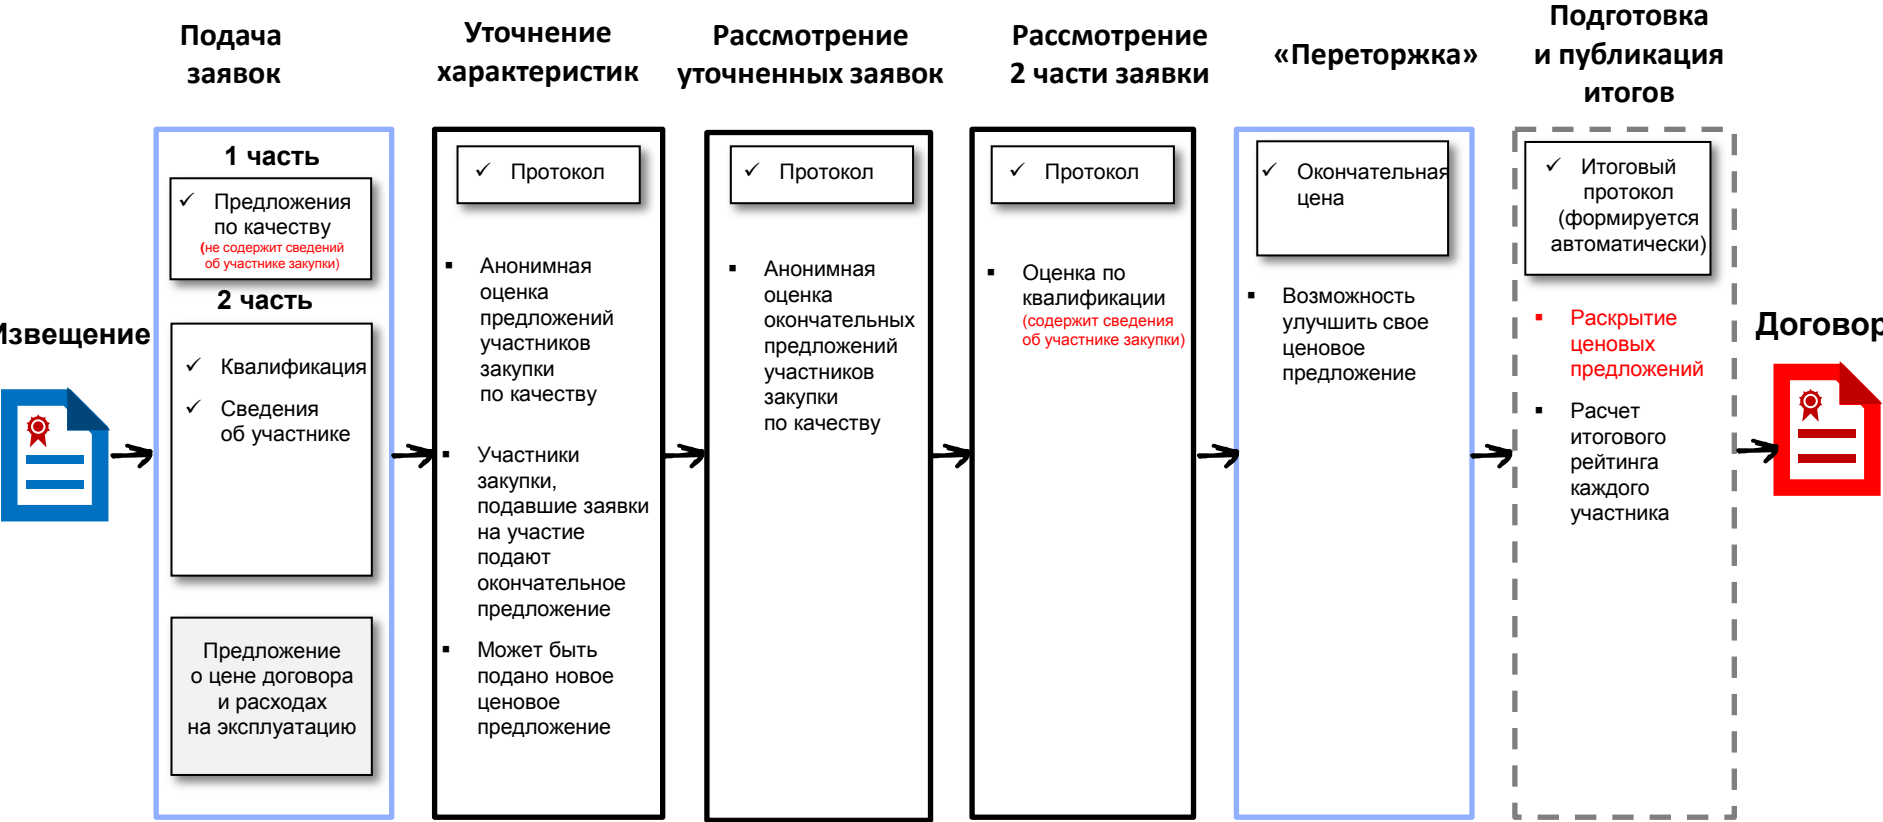 Подача
заявок
Уточнение
характеристик
Рассмотрение
уточненных заявок
Рассмотрение
2 части заявки
«Переторжка»
Подготовка
и публикация
итогов
Извещение
1 часть
✓ Предложения
по качеству
(не содержит сведений
об участнике закупки)
2 часть
✓ Квалификация
✓ Сведения
об участнике
Предложение
о цене договора
и расходах
на эксплуатацию
✓ Протокол
▪ Анонимная
оценка
предложений
участников
закупки
по качеству
▪ Участники
закупки,
подавшие заявки
на участие
подают
окончательное
предложение
▪ Может быть
подано новое
ценовое
предложение
✓ Протокол
▪ Анонимная
оценка
окончательных
предложений
участников
закупки
по качеству
✓ Протокол
▪ Оценка по
квалификации
(содержит сведения
об участнике закупки)
✓ Окончательная
цена
▪ Возможность
улучшить свое
ценовое
предложение
✓ Итоговый
протокол
(формируется
автоматически)
▪ Раскрытие
ценовых
предложений
▪ Расчет
итогового
рейтинга
каждого
участника
Договор